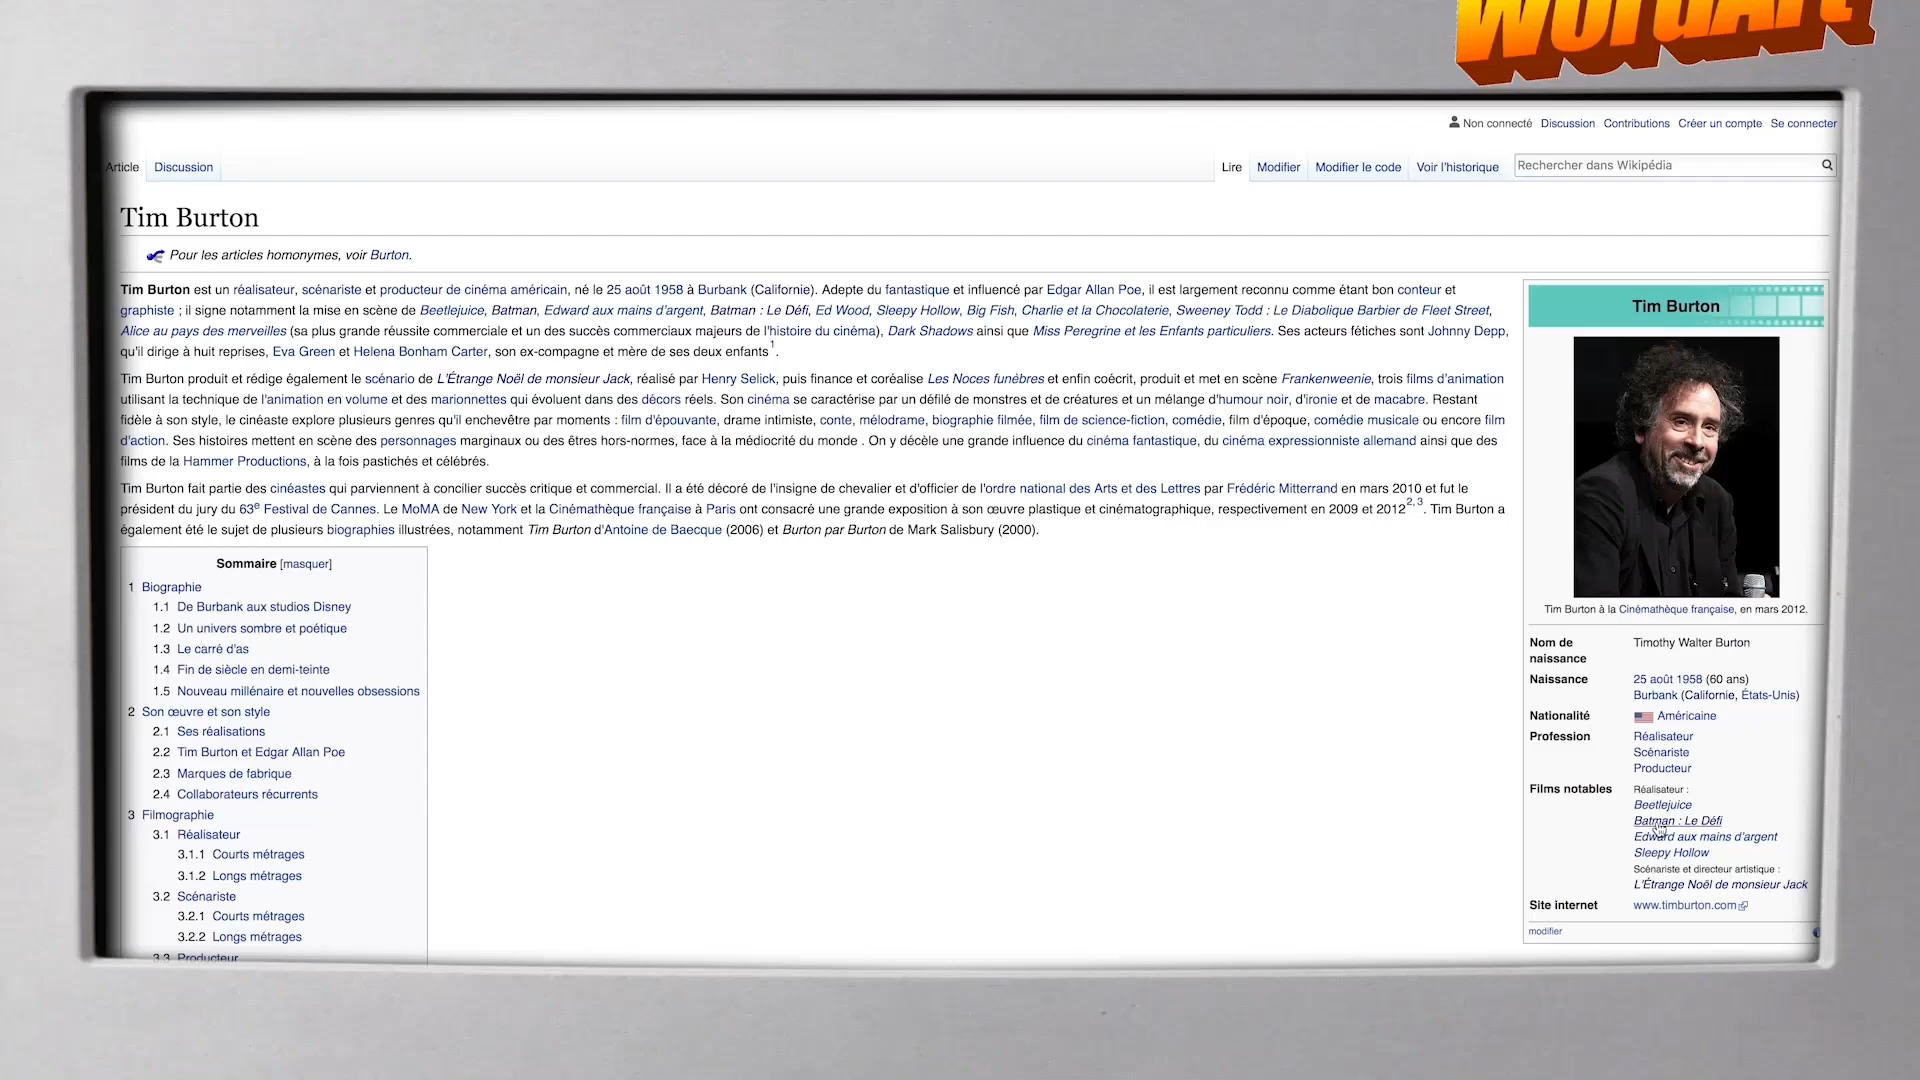 WordArt
Non connecté Discussion Contributions Créer un compte Se connecter
Article Discussion Lire Modifier Modifier le code Voir l'historique Rechercher dans Wikipédia
Tim Burton
Pour les articles homonymes, voir Burton.
Tim Burton est un réalisateur, scénariste et producteur de cinéma américain, né le 25 août 1958 à Burbank (Californie). Adepte du fantastique et influencé par Edgar Allan Poe, il est largement reconnu comme étant bon conteur et
graphiste ; il signe notamment la mise en scène de Beetlejuice, Batman, Edward aux mains d'argent, Batman : Le Défi, Ed Wood, Sleepy Hollow, Big Fish, Charlie et la Chocolaterie, Sweeney Todd : Le Diabolique Barbier de Fleet Street,
Alice au pays des merveilles (sa plus grande réussite commerciale et un des succès commerciaux majeurs de l'histoire du cinéma), Dark Shadows ainsi que Miss Peregrine et les Enfants particuliers. Ses acteurs fétiches sont Johnny Depp,
qu'il dirige à huit reprises, Eva Green et Helena Bonham Carter, son ex-compagne et mère de ses deux enfants1.
Tim Burton produit et rédige également le scénario de L'Étrange Noël de monsieur Jack, réalisé par Henry Selick, puis finance et coréalise Les Noces funèbres et enfin coécrit, produit et met en scène Frankenweenie, trois films d'animation
utilisant la technique de l'animation en volume et des marionnettes qui évoluent dans des décors réels. Son cinéma se caractérise par un défilé de monstres et de créatures et un mélange d'humour noir, d'ironie et de macabre. Restant
fidèle à son style, le cinéaste explore plusieurs genres qu'il enchevêtre par moments : film d'épouvante, drame intimiste, conte, mélodrame, biographie filmée, film de science-fiction, comédie, film d'époque, comédie musicale ou encore film
d'action. Ses histoires mettent en scène des personnages marginaux ou des êtres hors-normes, face à la médiocrité du monde . On y décèle une grande influence du cinéma fantastique, du cinéma expressionniste allemand ainsi que des
films de la Hammer Productions, à la fois pastichés et célébrés.
Tim Burton fait partie des cinéastes qui parviennent à concilier succès critique et commercial. Il a été décoré de l'insigne de chevalier et d'officier de l'ordre national des Arts et des Lettres par Frédéric Mitterrand en mars 2010 et fut le
président du jury du 63e Festival de Cannes. Le MoMA de New York et la Cinémathèque française à Paris ont consacré une grande exposition à son œuvre plastique et cinématographique, respectivement en 2009 et 20122,3. Tim Burton a
également été le sujet de plusieurs biographies illustrées, notamment Tim Burton d'Antoine de Baecque (2006) et Burton par Burton de Mark Salisbury (2000).
Sommaire [masquer]
1 Biographie
1.1 De Burbank aux studios Disney
1.2 Un univers sombre et poétique
1.3 Le carré d'as
1.4 Fin de siècle en demi-teinte
1.5 Nouveau millénaire et nouvelles obsessions
2 Son œuvre et son style
2.1 Ses réalisations
2.2 Tim Burton et Edgar Allan Poe
2.3 Marques de fabrique
2.4 Collaborateurs récurrents
3 Filmographie
3.1 Réalisateur
3.1.1 Courts métrages
3.1.2 Longs métrages
3.2 Scénariste
3.2.1 Courts métrages
3.2.2 Longs métrages
3.3 Producteur
Tim Burton
Tim Burton à la Cinémathèque française, en mars 2012.
Nom de naissance Timothy Walter Burton
Naissance 25 août 1958 (60 ans)
Burbank (Californie, États-Unis)
Nationalité Américaine
Profession Réalisateur
Scénariste
Producteur
Films notables Réalisateur :
Beetlejuice
Batman : Le Défi
Edward aux mains d'argent
Sleepy Hollow
Scénariste et directeur artistique :
L'Étrange Noël de monsieur Jack
Site internet www.timburton.com
modifier